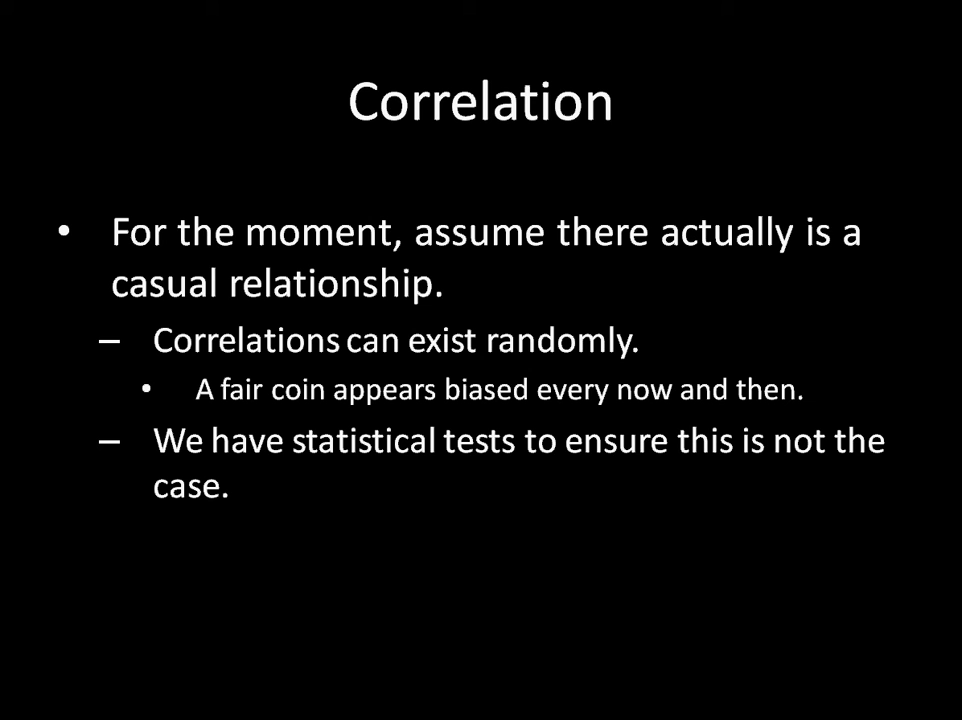 Correlation
• For the moment, assume there actually is a
casual relationship.
– Correlations can exist randomly.
• A fair coin appears biased every now and then.
– We have statistical tests to ensure this is not the
case.